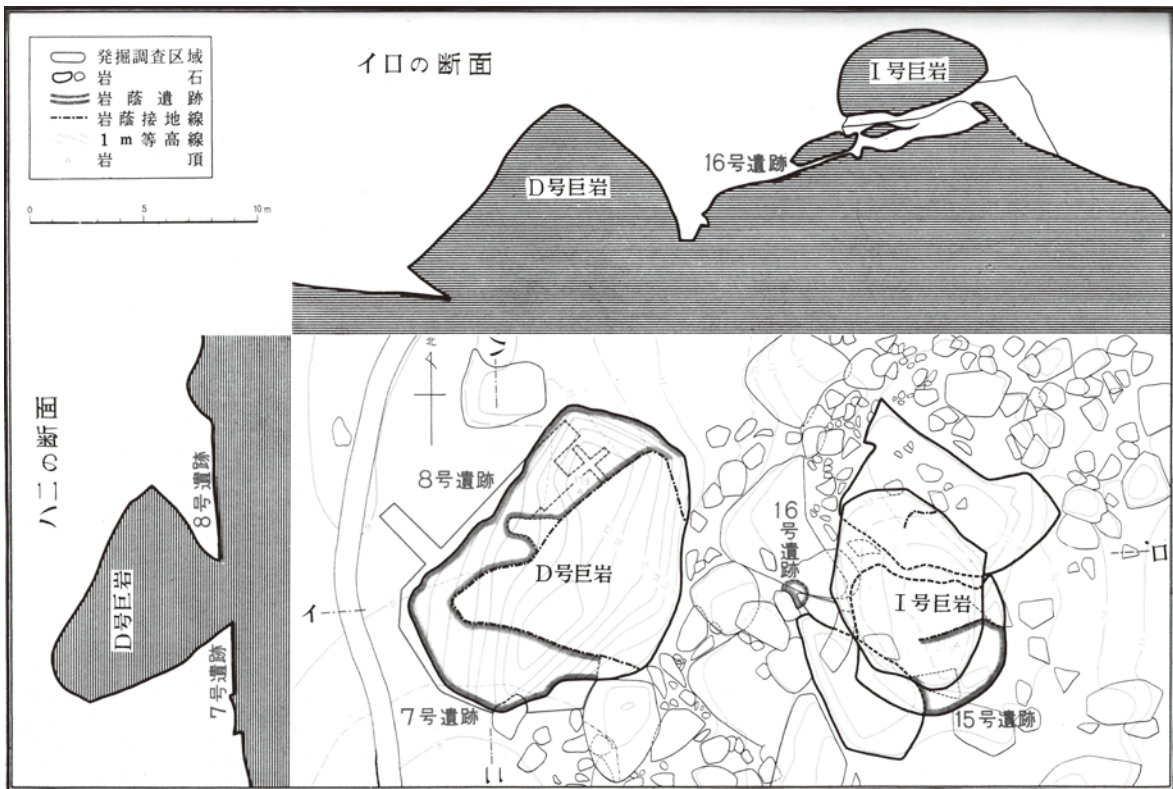 発掘調査区域
岩石
岩蔭遺跡
岩蔭接地線
1m等高線
岩頂
0 5 10m
イロの断面
I号巨岩
16号遺跡
D号巨岩
ハニの断面
8号遺跡
D号巨岩
7号遺跡
北
ハ
8号遺跡
D号巨岩
イ
7号遺跡
ニ
16号遺跡
I号巨岩
ロ
15号遺跡